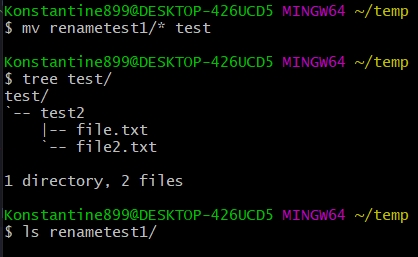 Konstantine899@DESKTOP-426UCD5 MINGW64 ~/temp
$ mv renametest1/* test
Konstantine899@DESKTOP-426UCD5 MINGW64 ~/temp
$ tree test/
test/
`-- test2
    |-- file.txt
    `-- file2.txt
1 directory, 2 files
Konstantine899@DESKTOP-426UCD5 MINGW64 ~/temp
$ ls renametest1/